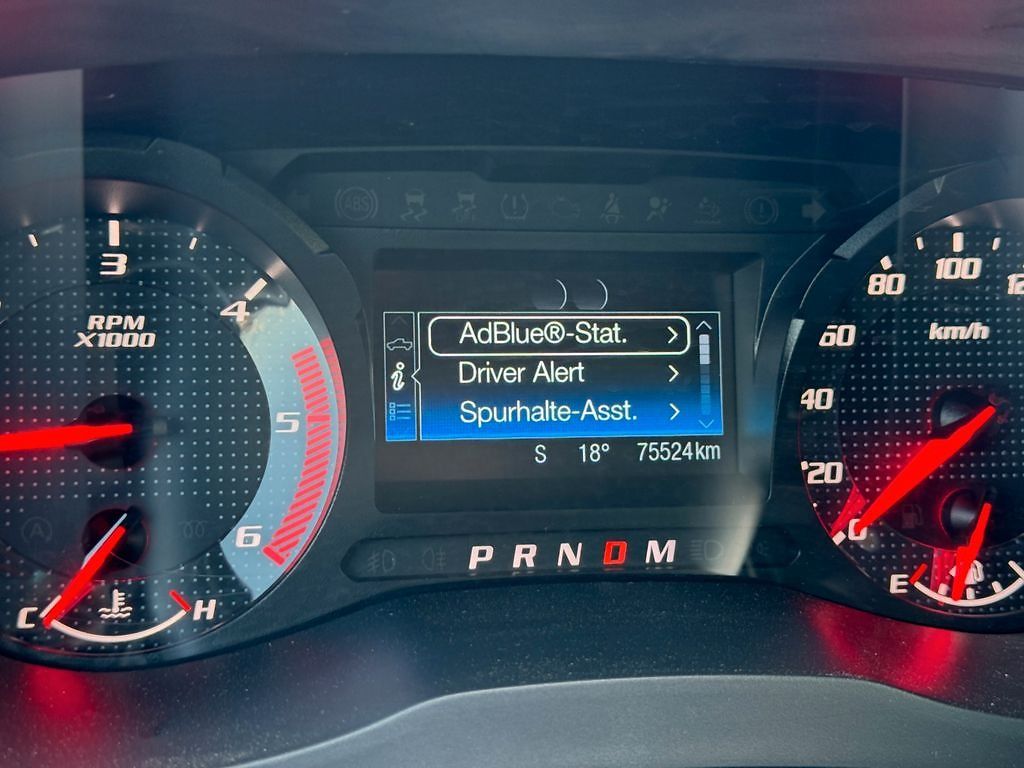 ABS
3
4
RPM
X1000
5
6
C
H
AdBlue®-Stat.
Driver Alert
i
Spurhalte-Asst.
S 18° 75524km
P R N D M
80
100
60
km/h
40
20
0
E